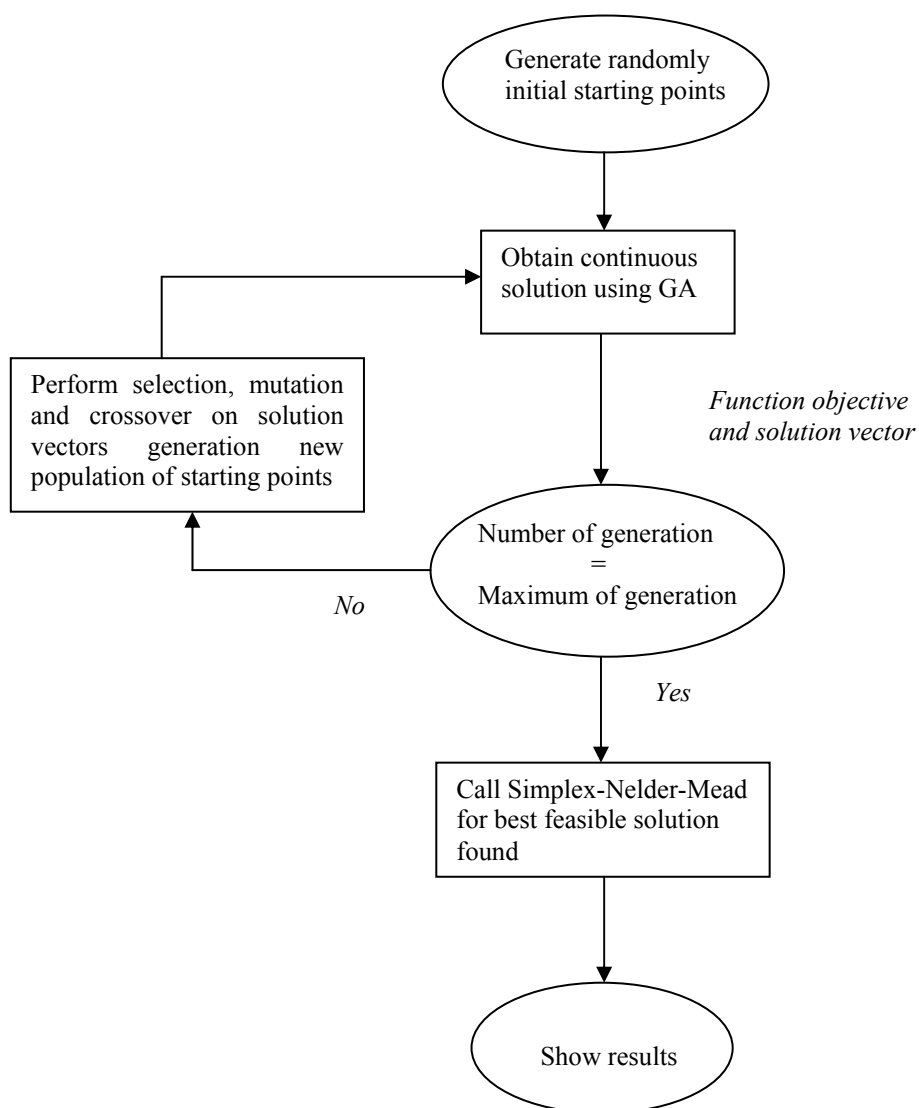 Generate randomly
initial starting points
Obtain continuous
solution using GA
Perform selection, mutation
and crossover on solution
vectors generation new
population of starting points
Function objective
and solution vector
Number of generation
=
Maximum of generation
No
Yes
Call Simplex-Nelder-Mead
for best feasible solution
found
Show results